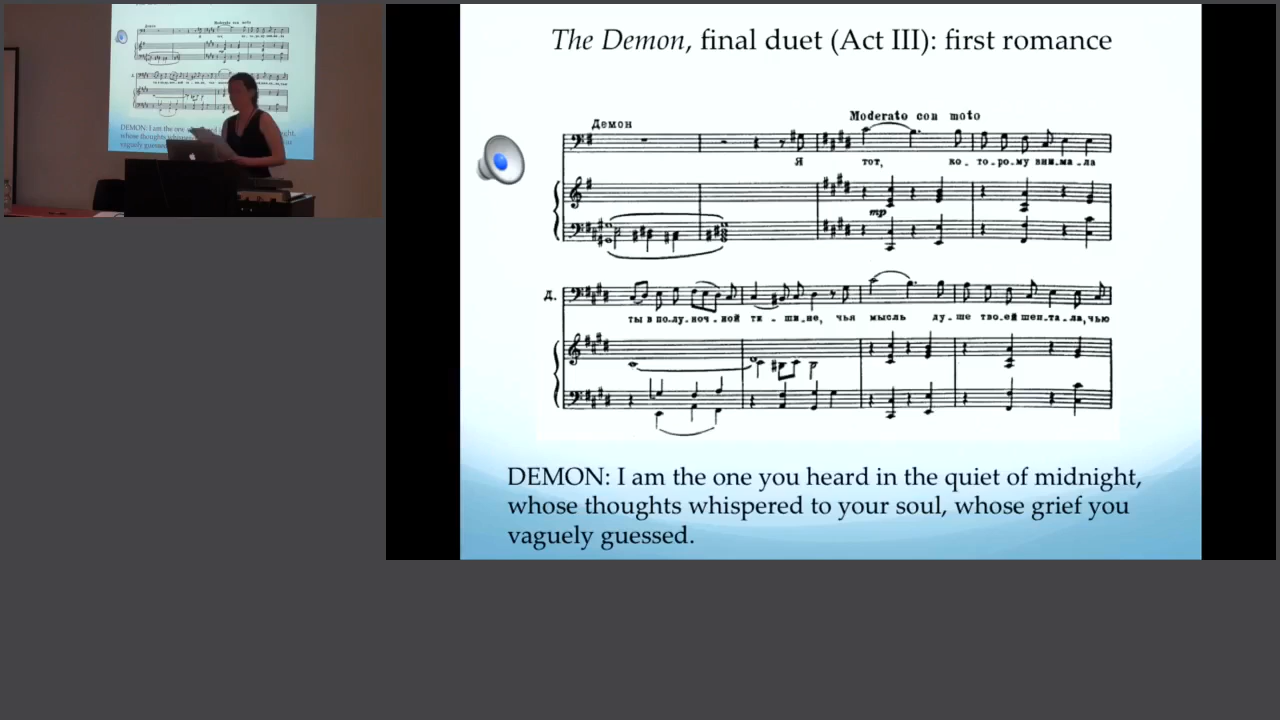 The Demon, final duet (Act III): first romance
Демон
Moderato con moto
Я тот, ко - то - ро - му вни - ма - ла
mp
Д.
ты в по - лу - ноч - ной ти - ши - не, чья мысль ду - ше тво - ей шеп - та - ла, чью
DEMON: I am the one you heard in the quiet of midnight,
whose thoughts whispered to your soul, whose grief you
vaguely guessed.